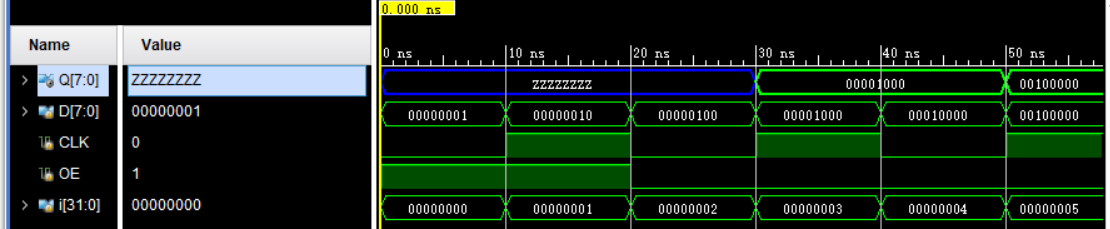 0.000 ns
Name Value
0 ns 10 ns 20 ns 30 ns 40 ns 50 ns
Q[7:0] ZZZZZZZZ ZZZZZZZZ 00001000 00100000
D[7:0] 00000001 00000001 00000010 00000100 00001000 00010000 00100000
CLK 0
OE 1
i[31:0] 00000000 00000000 00000001 00000002 00000003 00000004 00000005